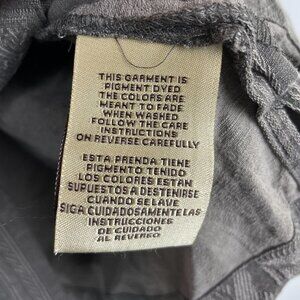 THIS GARMENT IS
PIGMENT DYED
THE COLORS ARE
MEANT TO FADE
WHEN WASHED
FOLLOW THE CARE
INSTRUCTIONS
ON REVERSE CAREFULLY
ESTA PRENDA TIENE
PIGMENTO TENIDO
LOS COLORES ESTAN
SUPUESTOS A DESTENIRSE
CUANDO SE LAVE
SIGA CUIDADOSAMENTE LAS
INSTRUCCIONES
DE CUIDADO
AL REVERSO